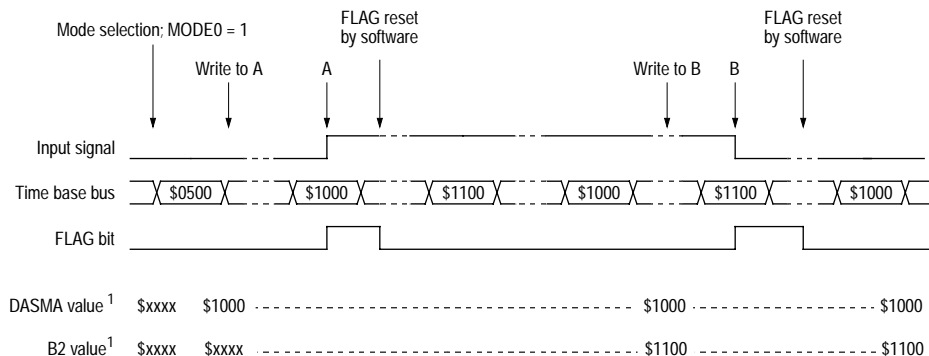 Mode selection; MODE0 = 1
FLAG reset
by software
FLAG reset
by software
Write to A
A
Write to B
B
Input signal
Time base bus $0500 $1000 $1100 $1000 $1100 $1000
FLAG bit
DASMA value 1 $xxxx $1000 $1000 $1000
B2 value1 $xxxx $xxxx $1100 $1100